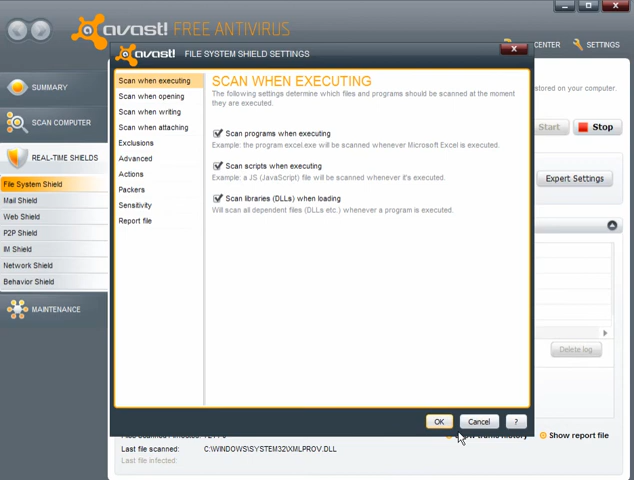 avast! FREE ANTIVIRUS
CENTER
SETTINGS
avast! FILE SYSTEM SHIELD SETTINGS
SUMMARY
SCAN COMPUTER
REAL-TIME SHIELDS
File System Shield
Mail Shield
Web Shield
P2P Shield
IM Shield
Network Shield
Behavior Shield
MAINTENANCE
Scan when executing
Scan when opening
Scan when writing
Scan when attaching
Exclusions
Advanced
Actions
Packers
Sensitivity
Report file
SCAN WHEN EXECUTING
The following settings determine which files and programs should be scanned at the moment
they are executed.
Scan programs when executing
Example: the program excel.exe will be scanned whenever Microsoft Excel is executed.
Scan scripts when executing
Example: a JS (JavaScript) file will be scanned whenever it's executed.
Scan libraries (DLLs) when loading
Will scan all dependent files (DLLs etc.) whenever a program is executed.
OK
Cancel
?
stored on your computer.
Start
Stop
Expert Settings
Delete log
history
Show report file
Last file scanned: C:\WINDOWS\SYSTEM32\XMLPROV.DLL
Last file infected: